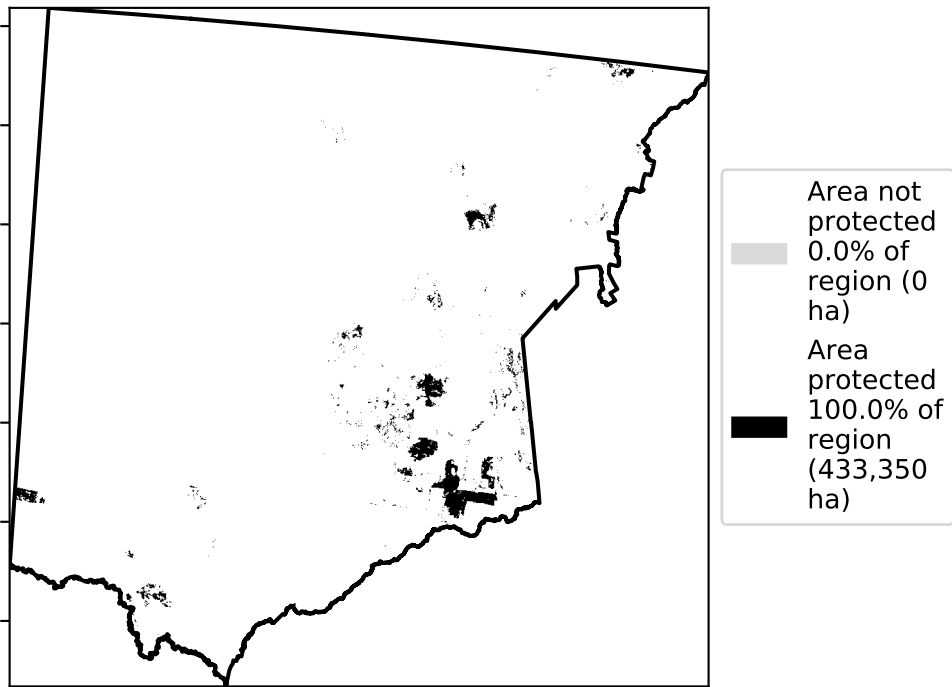 Area not
protected
0.0% of
region (0
ha)
Area
protected
100.0% of
region
(433,350
ha)